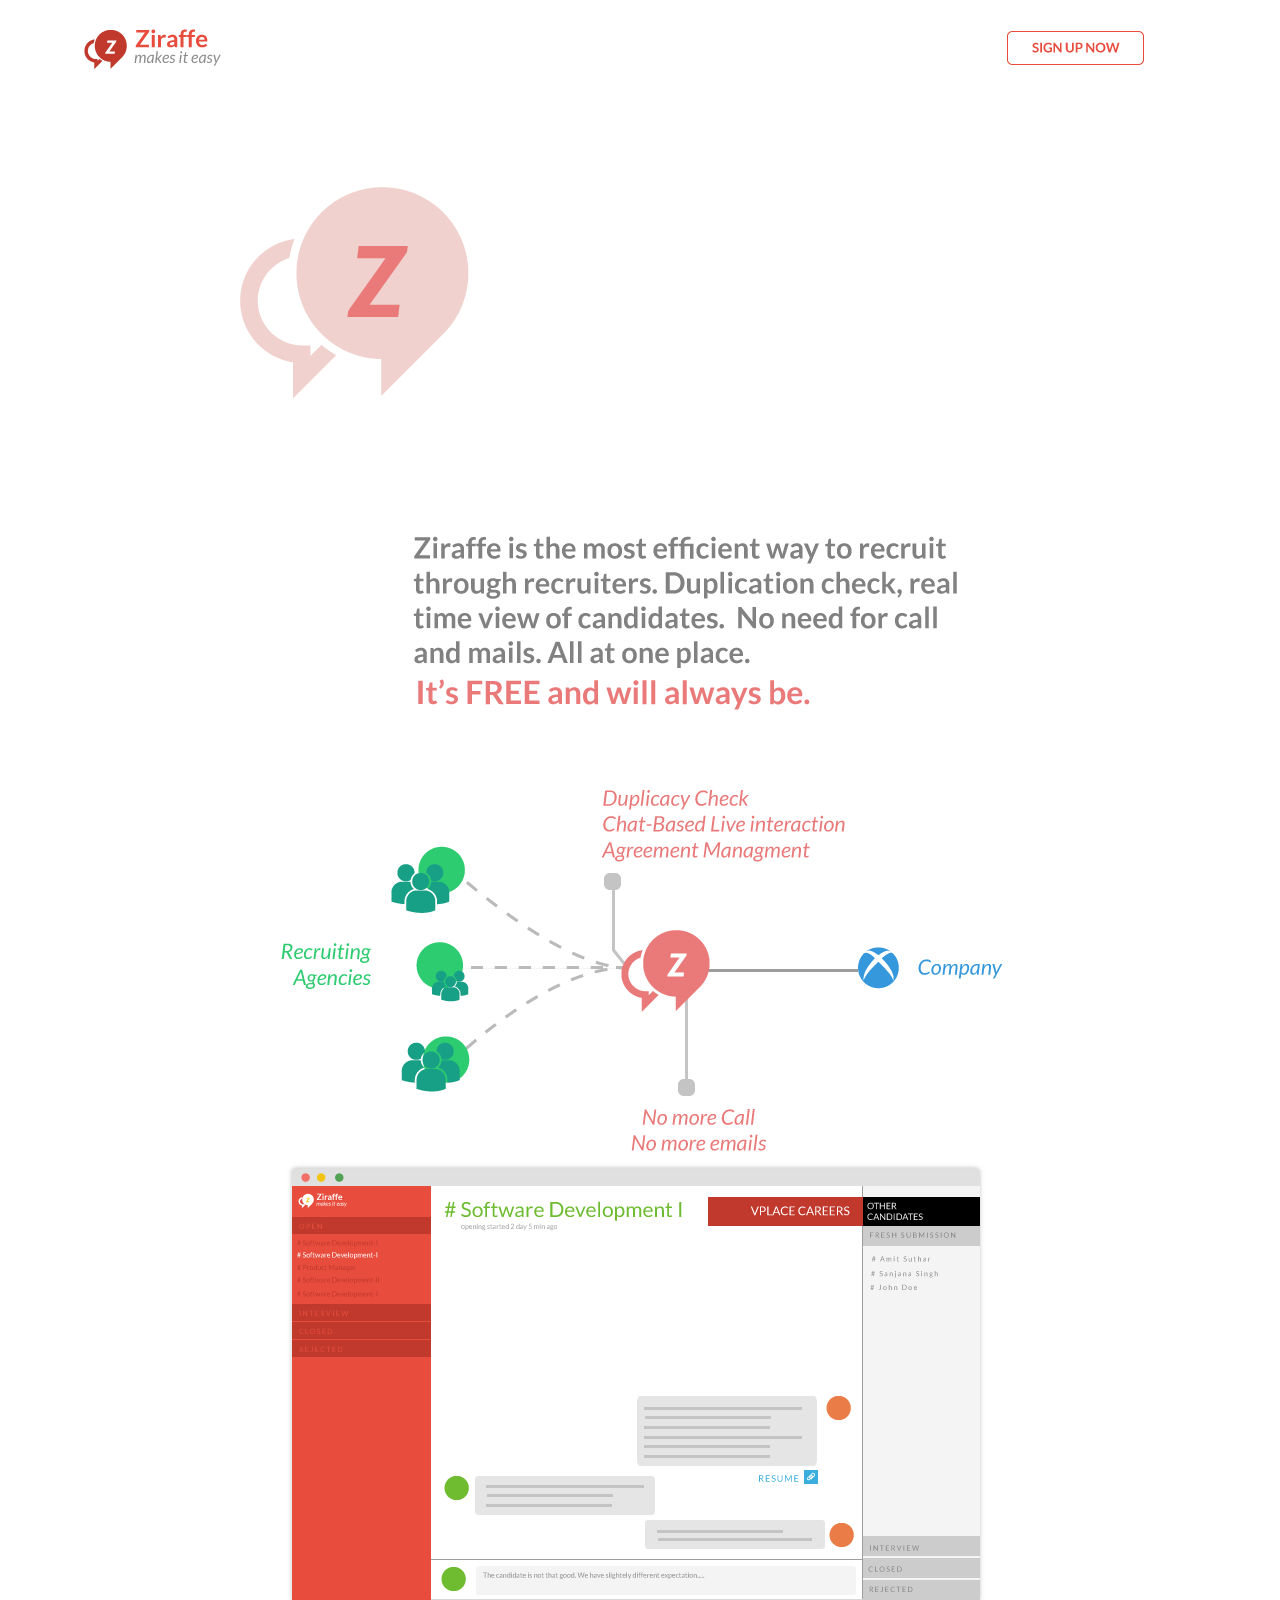 Z
Ziraffe
makes it easy
SIGN UP NOW
Z
Ziraffe is the most efficient way to recruit
through recruiters. Duplication check, real
time view of candidates. No need for call
and mails. All at one place.
It’s FREE and will always be.
Duplicacy Check
Chat-Based Live interaction
Agreement Managment
Recruiting
Agencies
Z
Company
No more Call
No more emails
Z
Ziraffe
makes it easy
OPEN
# Software Development-I
# Software Development-I
# Product Manager
# Software Development-II
# Software Development-I
INTERVIEW
CLOSED
REJECTED
# Software Development I
opening started 2 day 5 min ago
VPLACE CAREERS
OTHER
CANDIDATES
FRESH SUBMISSION
# Amit Suthar
# Sanjana Singh
# John Doe
RESUME
The candidate is not that good. We have slightely different expectation....
INTERVIEW
CLOSED
REJECTED